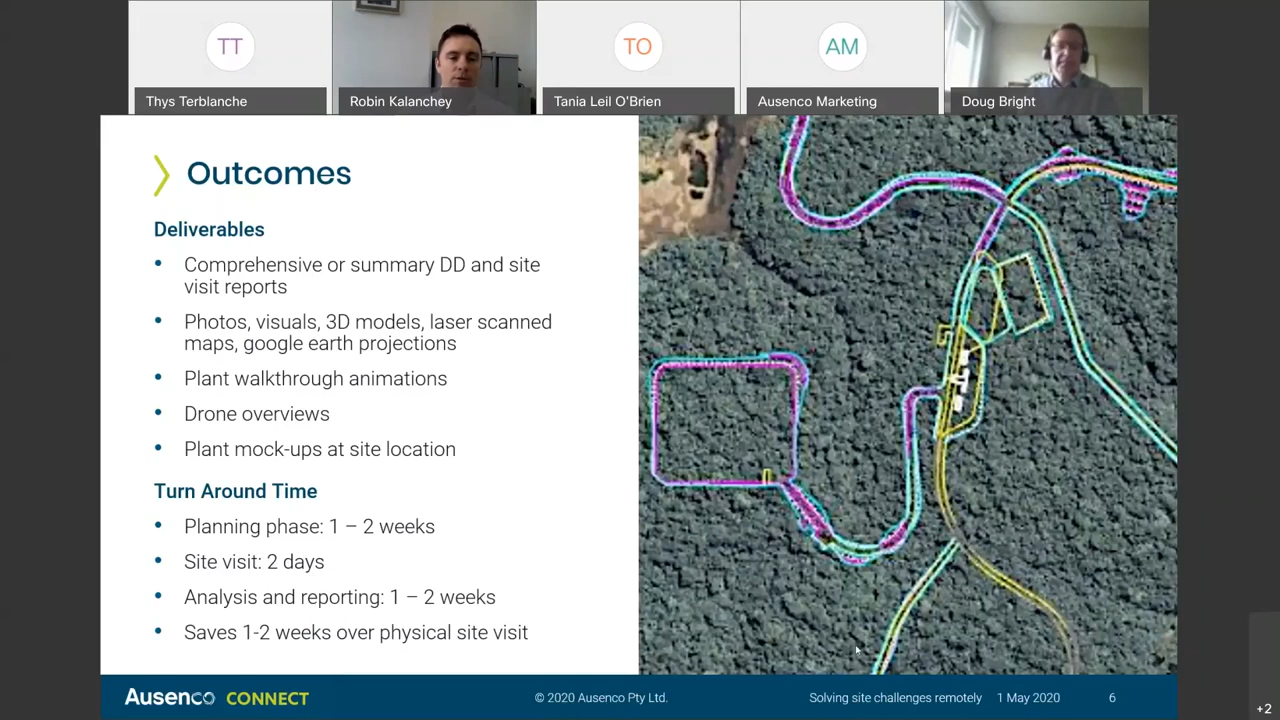 TT
TO
AM
Thys Terblanche
Robin Kalanchey
Tania Leil O'Brien
Ausenco Marketing
Doug Bright
Outcomes
Deliverables
• Comprehensive or summary DD and site
visit reports
• Photos, visuals, 3D models, laser scanned
maps, google earth projections
• Plant walkthrough animations
• Drone overviews
• Plant mock-ups at site location
Turn Around Time
• Planning phase: 1 – 2 weeks
• Site visit: 2 days
• Analysis and reporting: 1 – 2 weeks
• Saves 1-2 weeks over physical site visit
Ausenco CONNECT
© 2020 Ausenco Pty Ltd.
Solving site challenges remotely 1 May 2020 6
+2